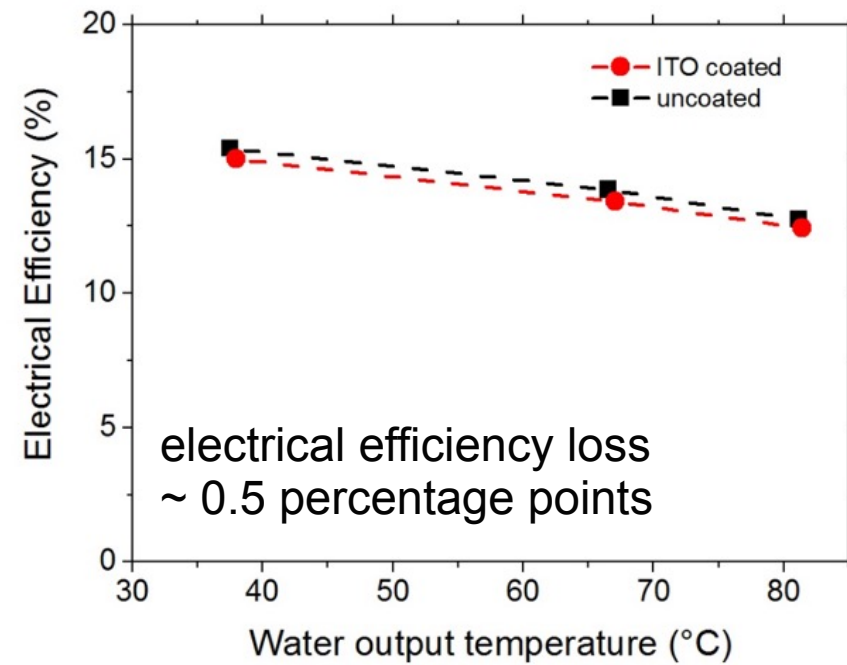 20
15
10
5
0
Electrical Efficiency (%)
ITO coated
uncoated
electrical efficiency loss
~ 0.5 percentage points
30 40 50 60 70 80
Water output temperature (°C)